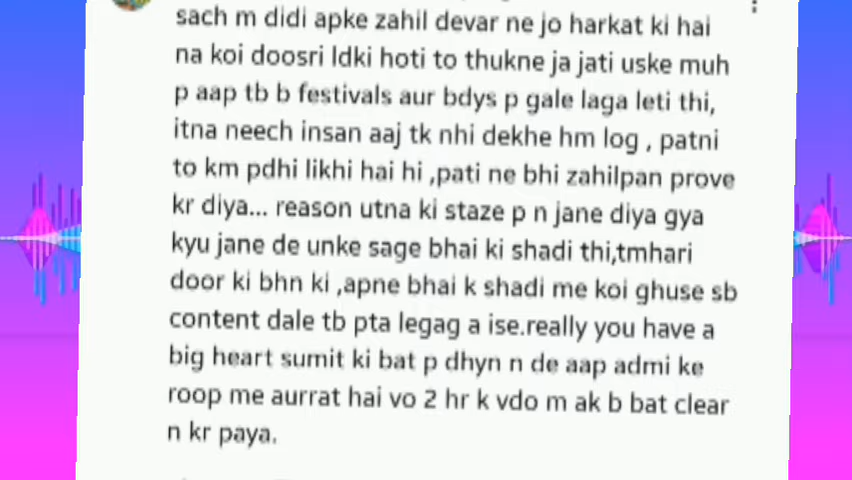 sach m didi apke zahil devar ne jo harkat ki hai
na koi doosri ldki hoti to thukne ja jati uske muh
p aap tb b festivals aur bdys p gale laga leti thi,
itna neech insan aaj tk nhi dekhe hm log , patni
to km pdhi likhi hai hi ,pati ne bhi zahilpan prove
kr diya... reason utna ki staze p n jane diya gya
kyu jane de unke sage bhai ki shadi thi,tmhari
door ki bhn ki ,apne bhai k shadi me koi ghuse sb
content dale tb pta legag a ise.really you have a
big heart sumit ki bat p dhyn n de aap admi ke
roop me aurrat hai vo 2 hr k vdo m ak b bat clear
n kr paya.